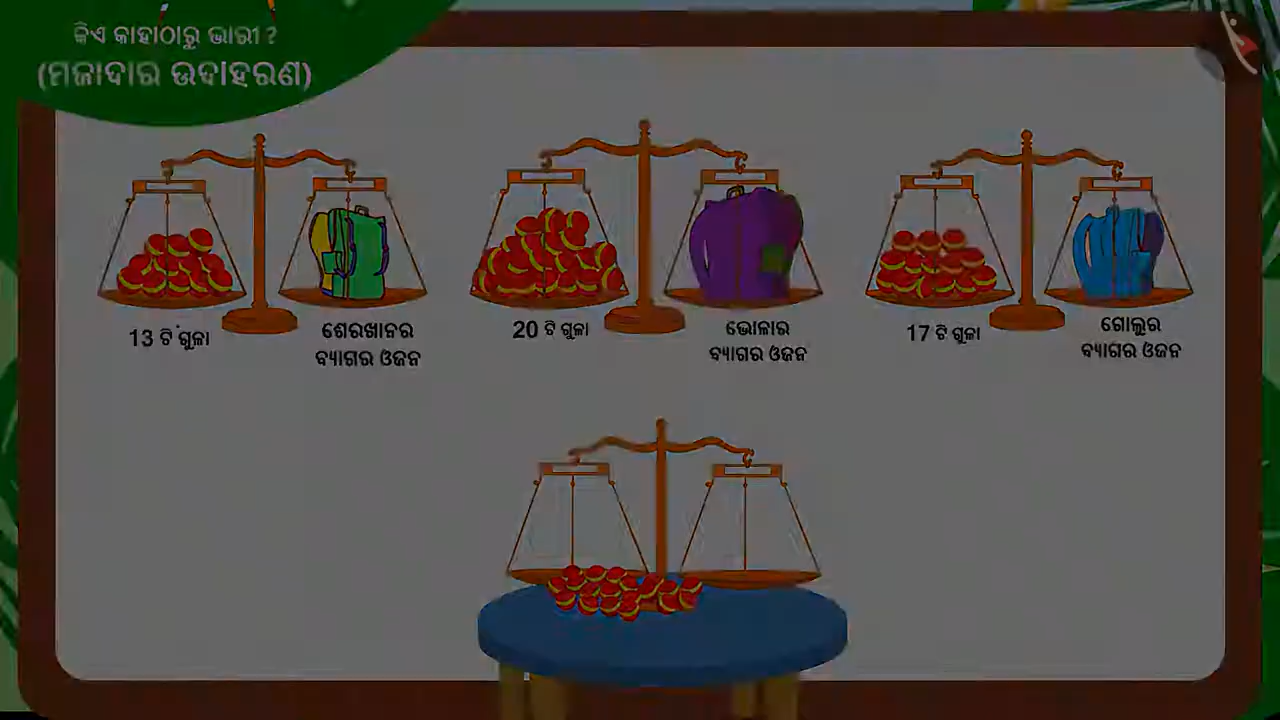 କିଏ କାହାଠାରୁ ଭାରୀ ?
(ମଜାଦାର ଉଦାହରଣ)
13 ଟି ଗୁଳା
ଶେରଖାନର
ବ୍ୟାଗର ଓଜନ
20 ଟି ଗୁଳା
ଭୋଳାର
ବ୍ୟାଗର ଓଜନ
17 ଟି ଗୁଳା
ଗୋଲୁର
ବ୍ୟାଗର ଓଜନ